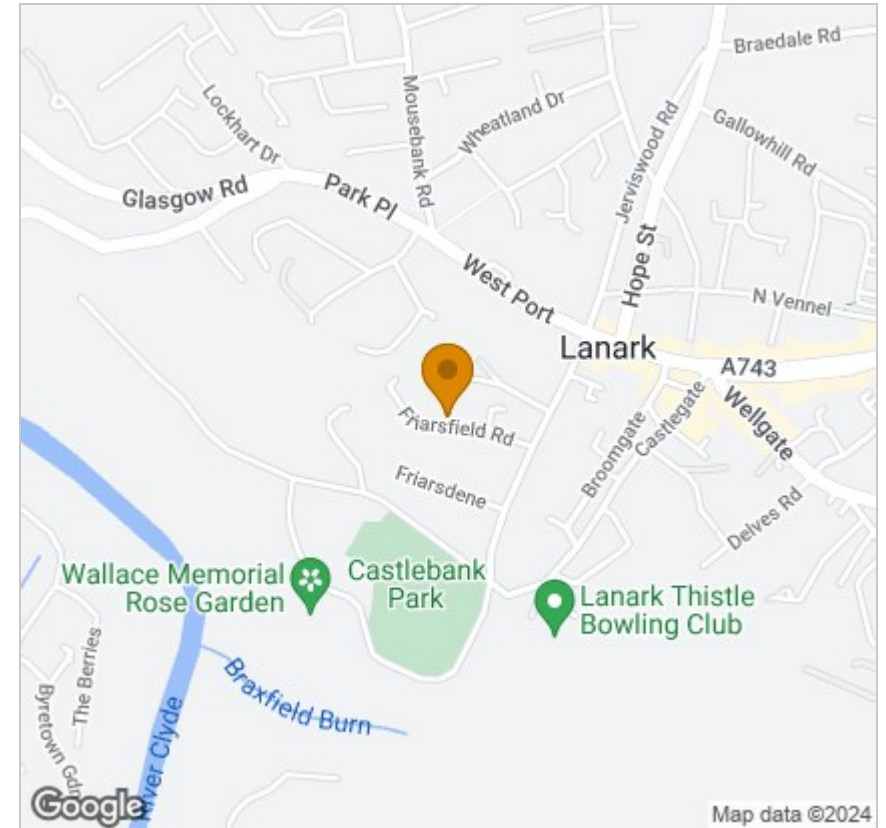 Braedale Rd
Lockhart Dr
Mousebank Rd
Wheatland Dr
Gallowhill Rd
Jerviswood Rd
Glasgow Rd
Park Pl
Hope St
West Port
N Vennel
Lanark
A743
Wellgate
Castlegate
Broomgate
Friarsfield Rd
Friarsdene
Delves Rd
Wallace Memorial
Rose Garden
Castlebank
Park
Lanark Thistle
Bowling Club
The Berries
Byretown Gdn
Braxfield Burn
River Clyde
Google
Map data ©2024